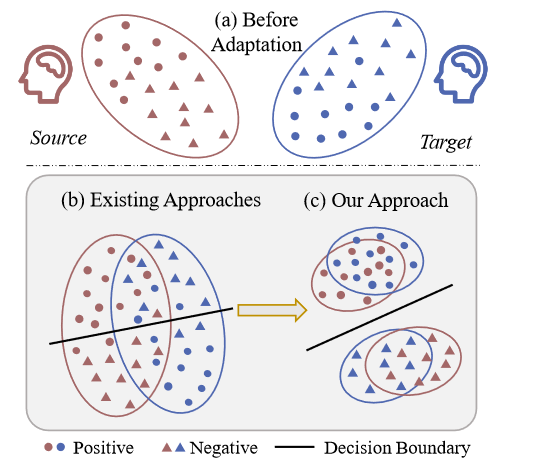 (a) Before
Adaptation
Source
Target
(b) Existing Approaches
(c) Our Approach
Positive
Negative
Decision Boundary